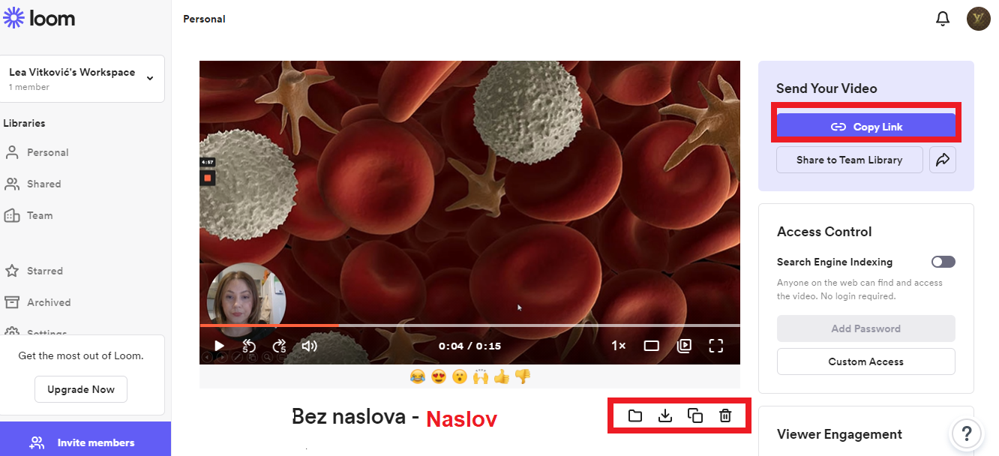 loom
Personal
Lea Vitković's Workspace
1 member
Libraries
Personal
Shared
Team
Starred
Archived
Settings
Get the most out of Loom.
Upgrade Now
Invite members
4:57
5
5
0:04 / 0:15
1×
Bez naslova - Naslov
Send Your Video
Copy Link
Share to Team Library
Access Control
Search Engine Indexing
Anyone on the web can find and access
the video. No login required.
Add Password
Custom Access
Viewer Engagement
?